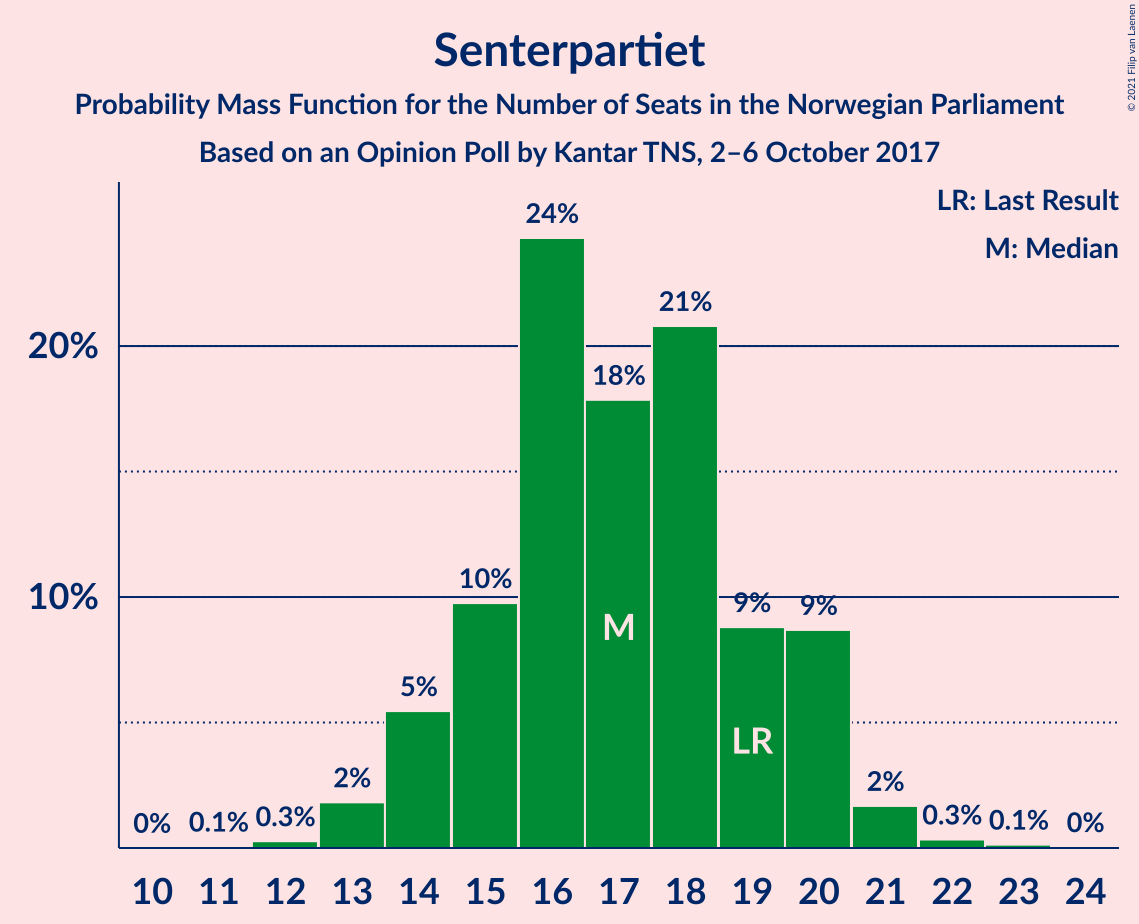 Senterpartiet
Probability Mass Function for the Number of Seats in the Norwegian Parliament
Based on an Opinion Poll by Kantar TNS, 2–6 October 2017
© 2021 Filip van Laenen
LR: Last Result
M: Median
20%
10%
0%
0.1%
0.3%
2%
5%
10%
24%
18%
21%
9%
9%
2%
0.3%
0.1%
0%
M
LR
10 11 12 13 14 15 16 17 18 19 20 21 22 23 24